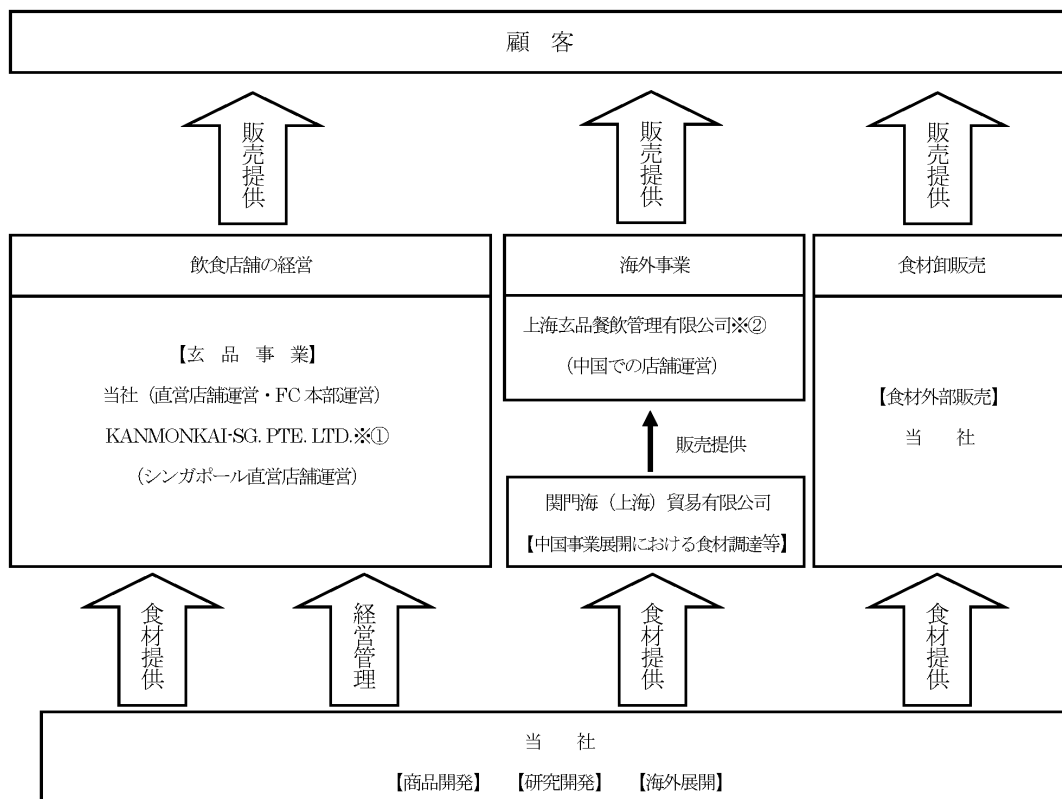 顧　客
販売提供
販売提供
販売提供
飲食店舗の経営
【玄　品　事　業】
当社（直営店舗運営・FC本部運営）
KANMONKAI-SG. PTE. LTD.※①
（シンガポール直営店舗運営）
海外事業
上海玄品餐飲管理有限公司※②
（中国での店舗運営）
販売提供
関門海（上海）貿易有限公司
【中国事業展開における食材調達等】
食材卸販売
【食材外部販売】
当　　社
食材提供
経営管理
食材提供
食材提供
当　　社
【商品開発】　【研究開発】　【海外展開】